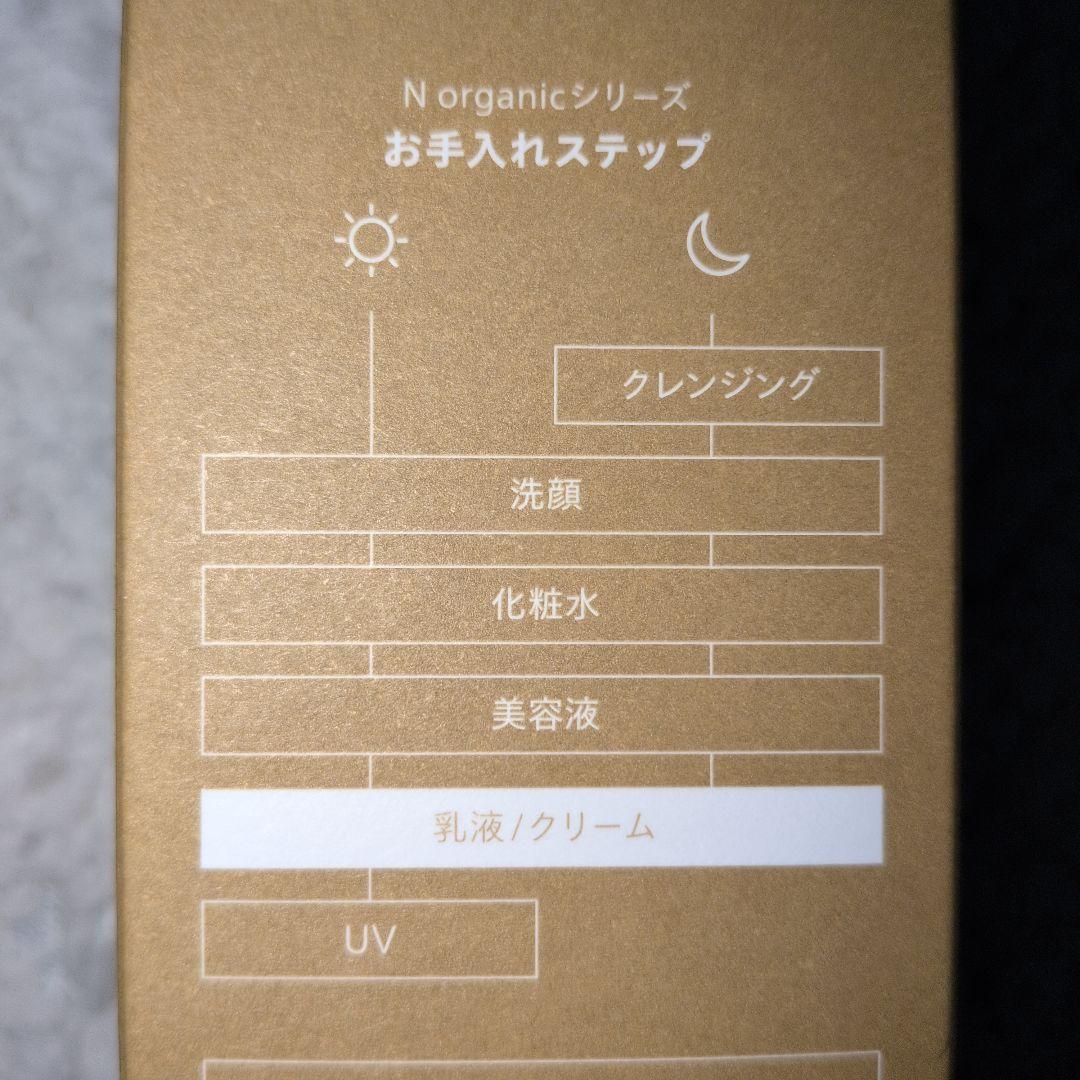 N organicシリーズ
お手入れステップ
クレンジング
洗顔
化粧水
美容液
乳液/クリーム
UV